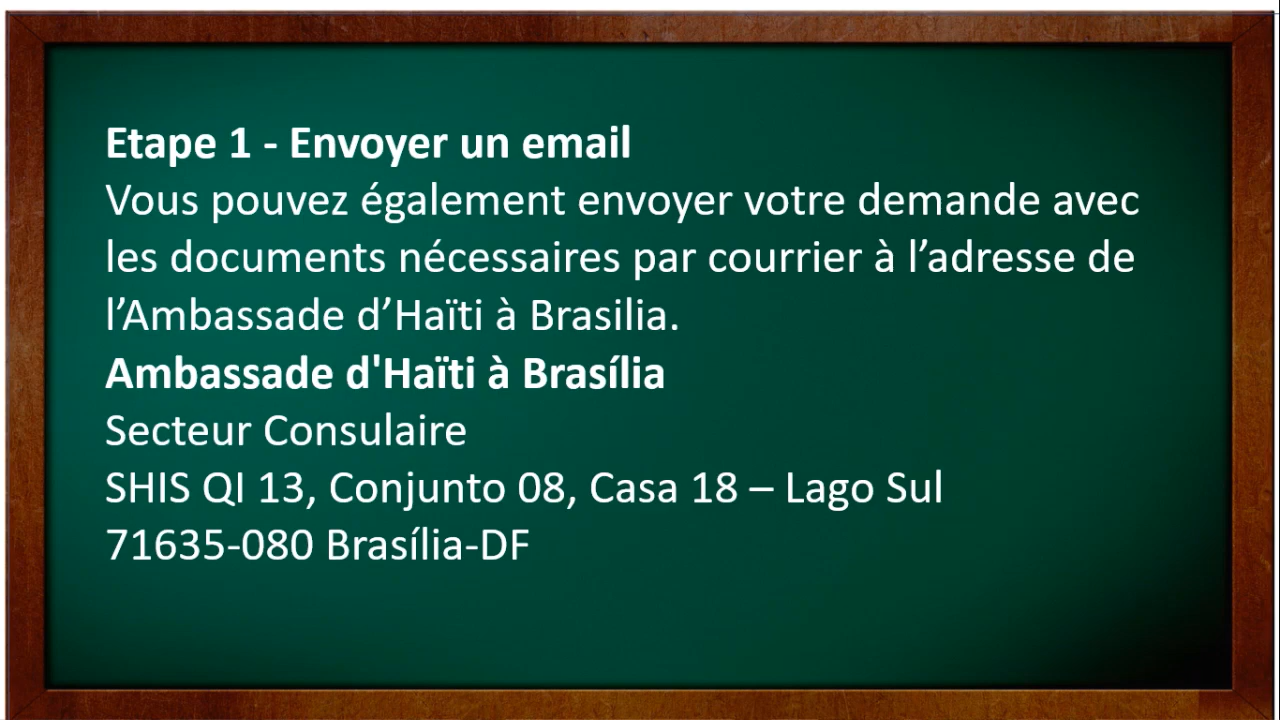 Etape 1 - Envoyer un email
Vous pouvez également envoyer votre demande avec
les documents nécessaires par courrier à l’adresse de
l’Ambassade d’Haïti à Brasilia.
Ambassade d'Haïti à Brasília
Secteur Consulaire
SHIS QI 13, Conjunto 08, Casa 18 – Lago Sul
71635-080 Brasília-DF